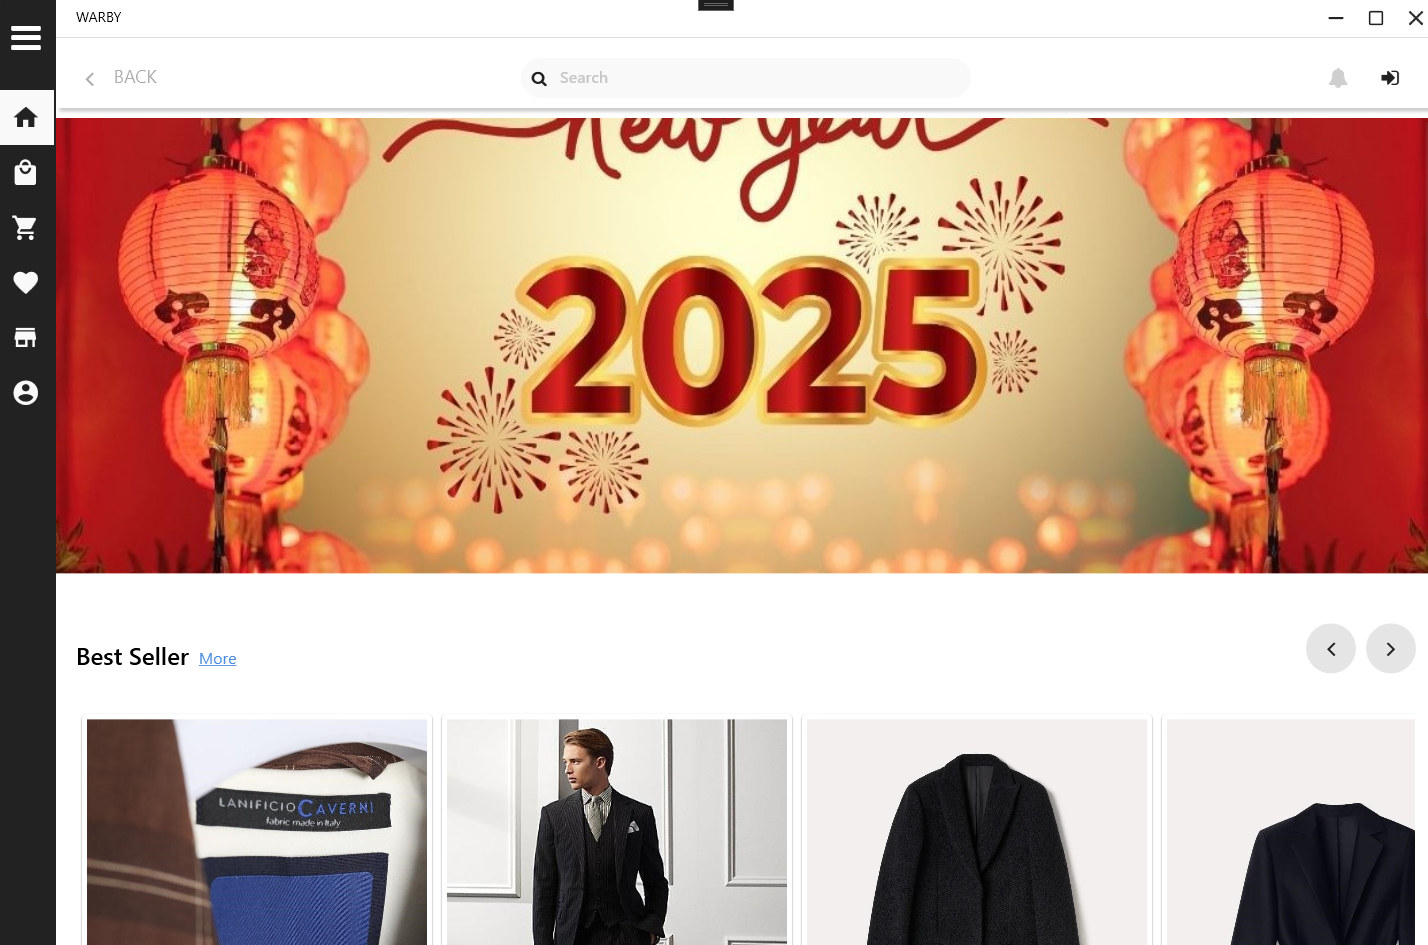 WARBY
BACK
Search
New Year
2025
Best Seller More
LANIFICIO CAVERNI
fabric made in Italy